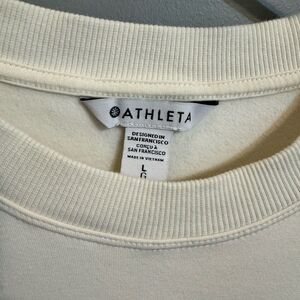 ATHLETA
DESIGNED IN
SAN FRANCISCO
CONÇU À
SAN FRANCISCO
MADE IN VIETNAM
L
G